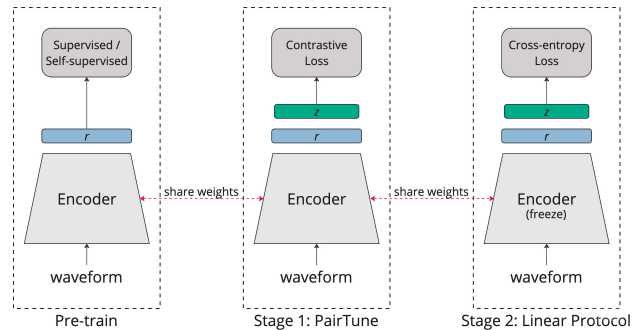 Supervised /
Self-supervised
r
Encoder
waveform
Pre-train
share weights
Contrastive
Loss
z
r
Encoder
waveform
Stage 1: PairTune
share weights
Cross-entropy
Loss
z
r
Encoder
(freeze)
waveform
Stage 2: Linear Protocol